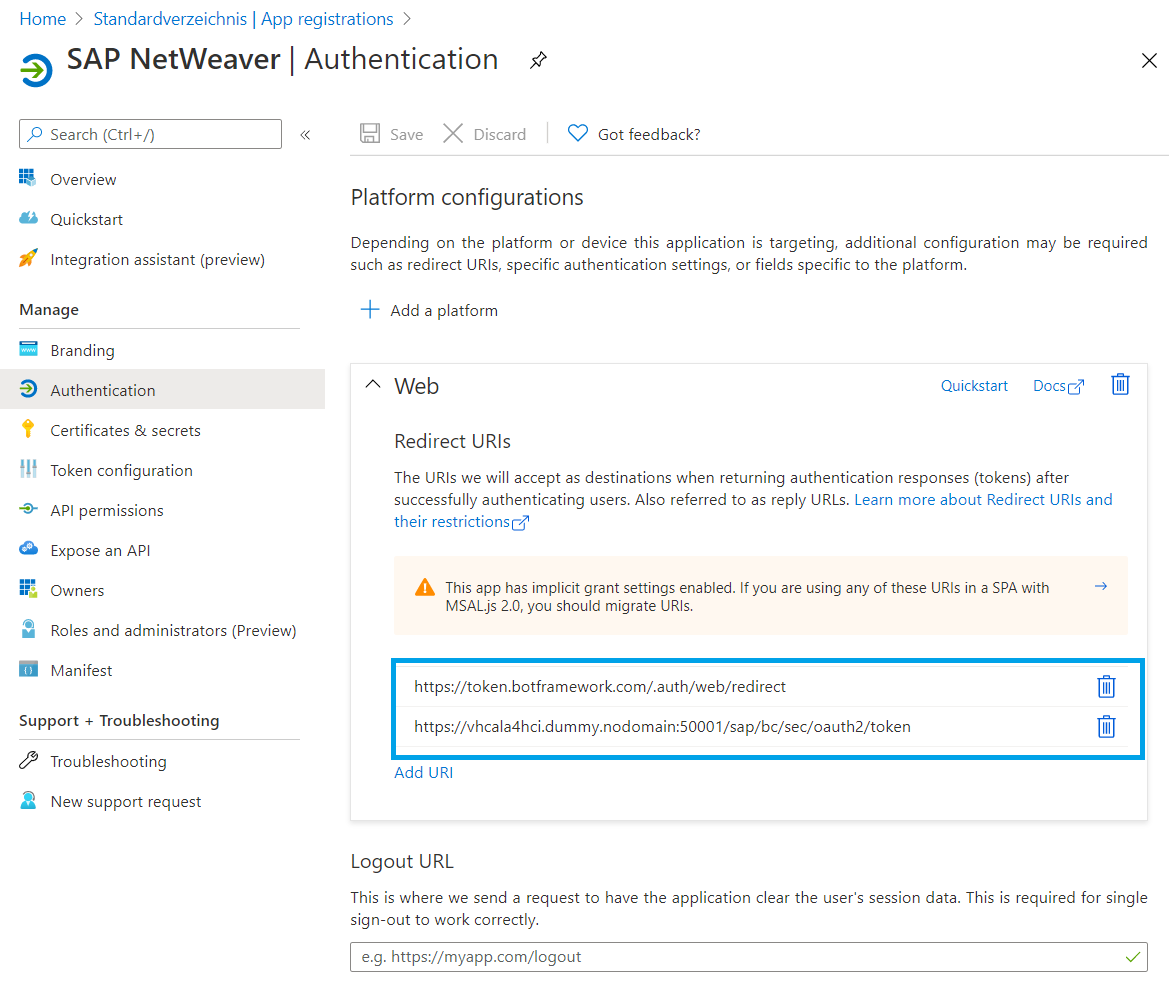 Home > Standardverzeichnis | App registrations >
SAP NetWeaver | Authentication
Search (Ctrl+/)
«
Overview
Quickstart
Integration assistant (preview)
Manage
Branding
Authentication
Certificates & secrets
Token configuration
API permissions
Expose an API
Owners
Roles and administrators (Preview)
Manifest
Support + Troubleshooting
Troubleshooting
New support request
Save
Discard
Got feedback?
Platform configurations
Depending on the platform or device this application is targeting, additional configuration may be required
such as redirect URIs, specific authentication settings, or fields specific to the platform.
Add a platform
Web
Quickstart
Docs
Redirect URIs
The URIs we will accept as destinations when returning authentication responses (tokens) after
successfully authenticating users. Also referred to as reply URLs. Learn more about Redirect URIs and
their restrictions
This app has implicit grant settings enabled. If you are using any of these URIs in a SPA with
MSAL.js 2.0, you should migrate URIs.
https://token.botframework.com/.auth/web/redirect
https://vhcala4hci.dummy.nodomain:50001/sap/bc/sec/oauth2/token
Add URI
Logout URL
This is where we send a request to have the application clear the user's session data. This is required for single
sign-out to work correctly.
e.g. https://myapp.com/logout